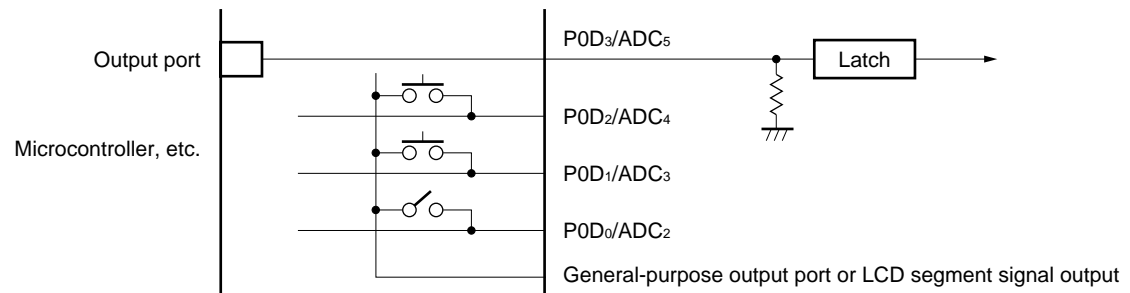 P0D₃/ADC₅
Output port
Latch
P0D₂/ADC₄
Microcontroller, etc.
P0D₁/ADC₃
P0D₀/ADC₂
General-purpose output port or LCD segment signal output